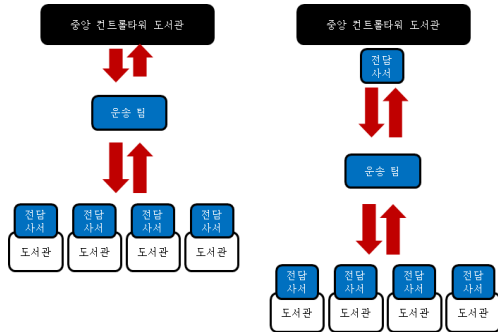 중앙 컨트롤타워 도서관
운송 팀
전담
사서
도서관
전담
사서
도서관
전담
사서
도서관
전담
사서
도서관
중앙 컨트롤타워 도서관
전담
사서
운송 팀
전담
사서
도서관
전담
사서
도서관
전담
사서
도서관
전담
사서
도서관